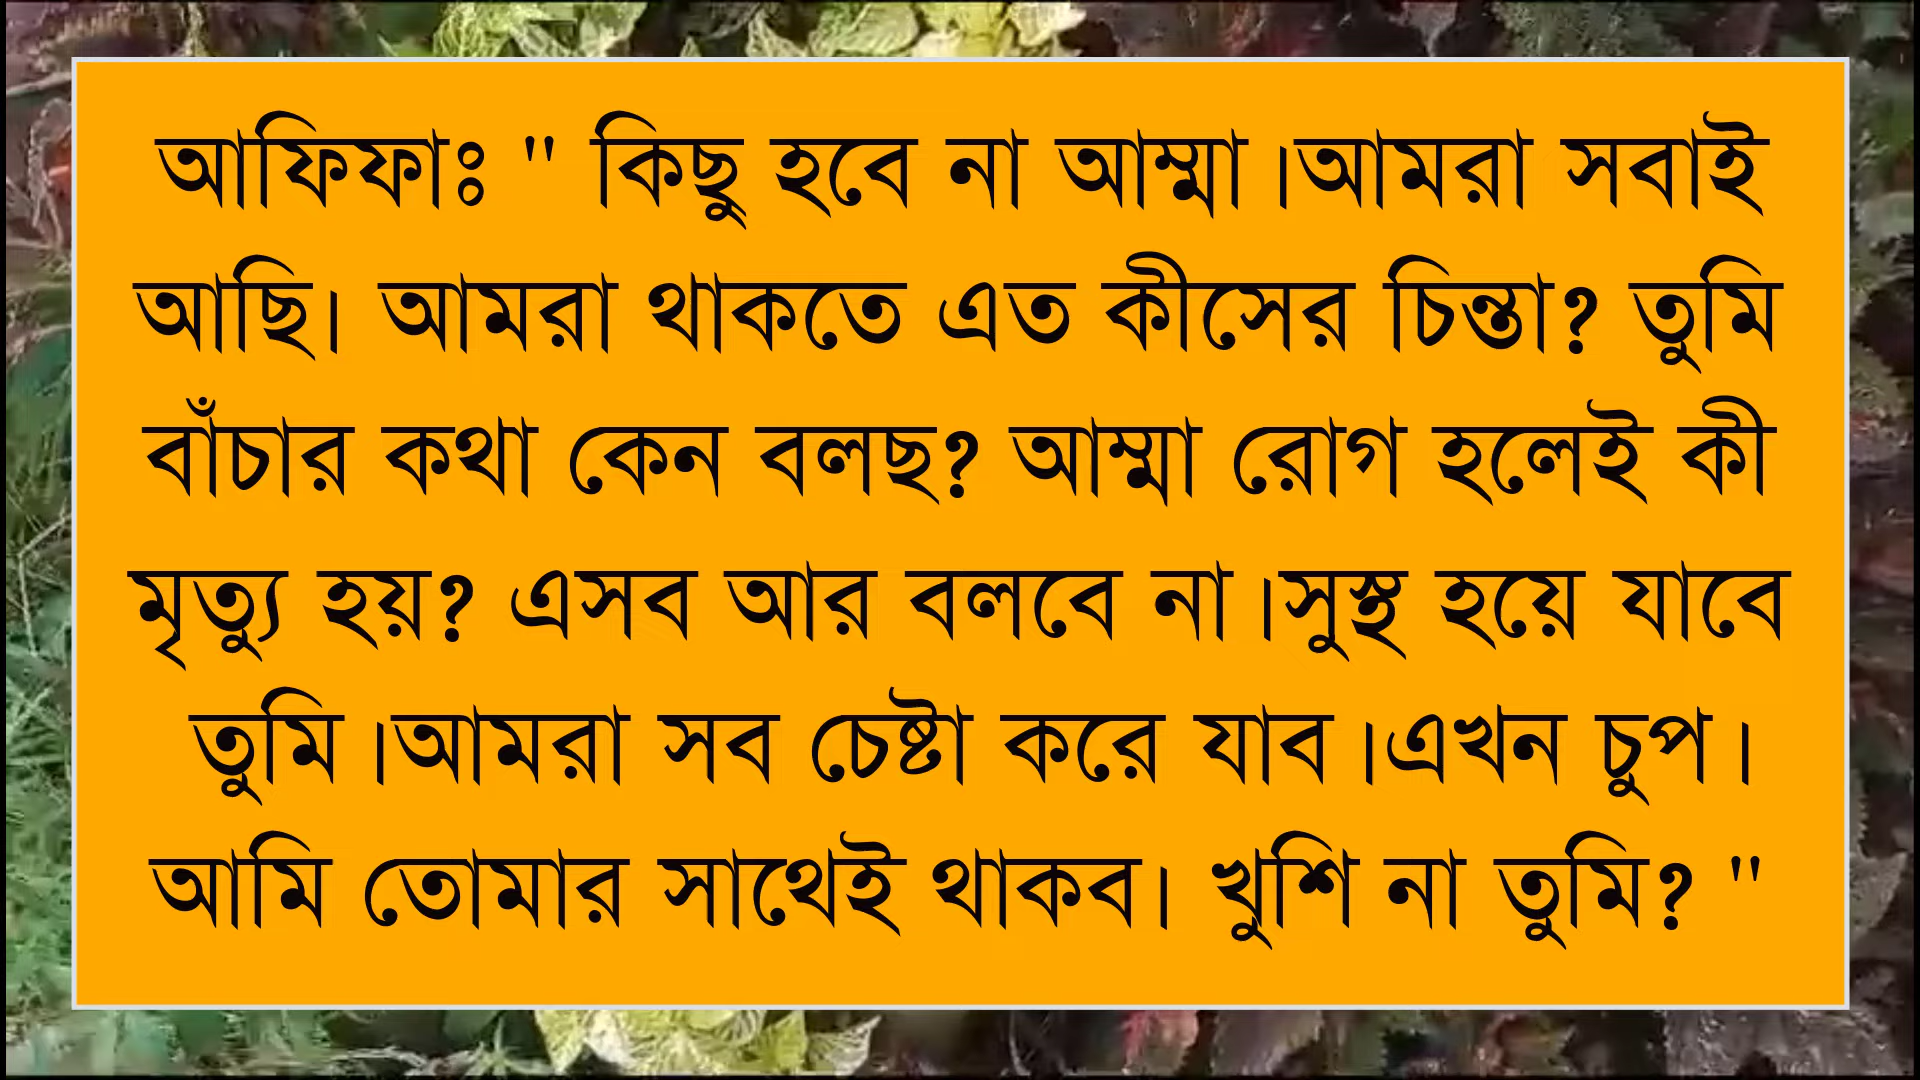 আফিফাঃ " কিছু হবে না আম্মা।আমরা সবাই
আছি। আমরা থাকতে এত কীসের চিন্তা? তুমি
বাঁচার কথা কেন বলছ? আম্মা রোগ হলেই কী
মৃত্যু হয়? এসব আর বলবে না।সুস্থ হয়ে যাবে
তুমি।আমরা সব চেষ্টা করে যাব।এখন চুপ।
আমি তোমার সাথেই থাকব। খুশি না তুমি? "